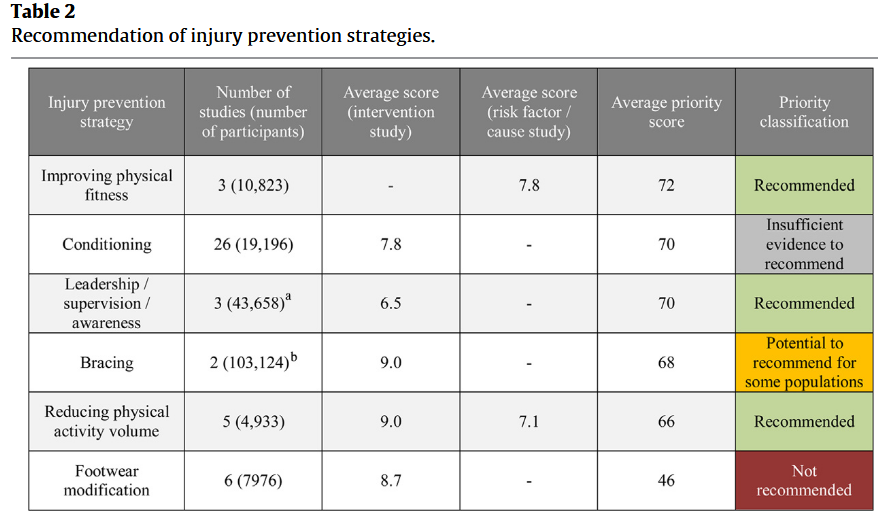 Table 2
Recommendation of injury prevention strategies.
Injury prevention strategy | Number of studies (number of participants) | Average score (intervention study) | Average score (risk factor / cause study) | Average priority score | Priority classification
Improving physical fitness | 3 (10,823) | - | 7.8 | 72 | Recommended
Conditioning | 26 (19,196) | 7.8 | - | 70 | Insufficient evidence to recommend
Leadership / supervision / awareness | 3 (43,658)a | 6.5 | - | 70 | Recommended
Bracing | 2 (103,124)b | 9.0 | - | 68 | Potential to recommend for some populations
Reducing physical activity volume | 5 (4,933) | 9.0 | 7.1 | 66 | Recommended
Footwear modification | 6 (7976) | 8.7 | - | 46 | Not recommended